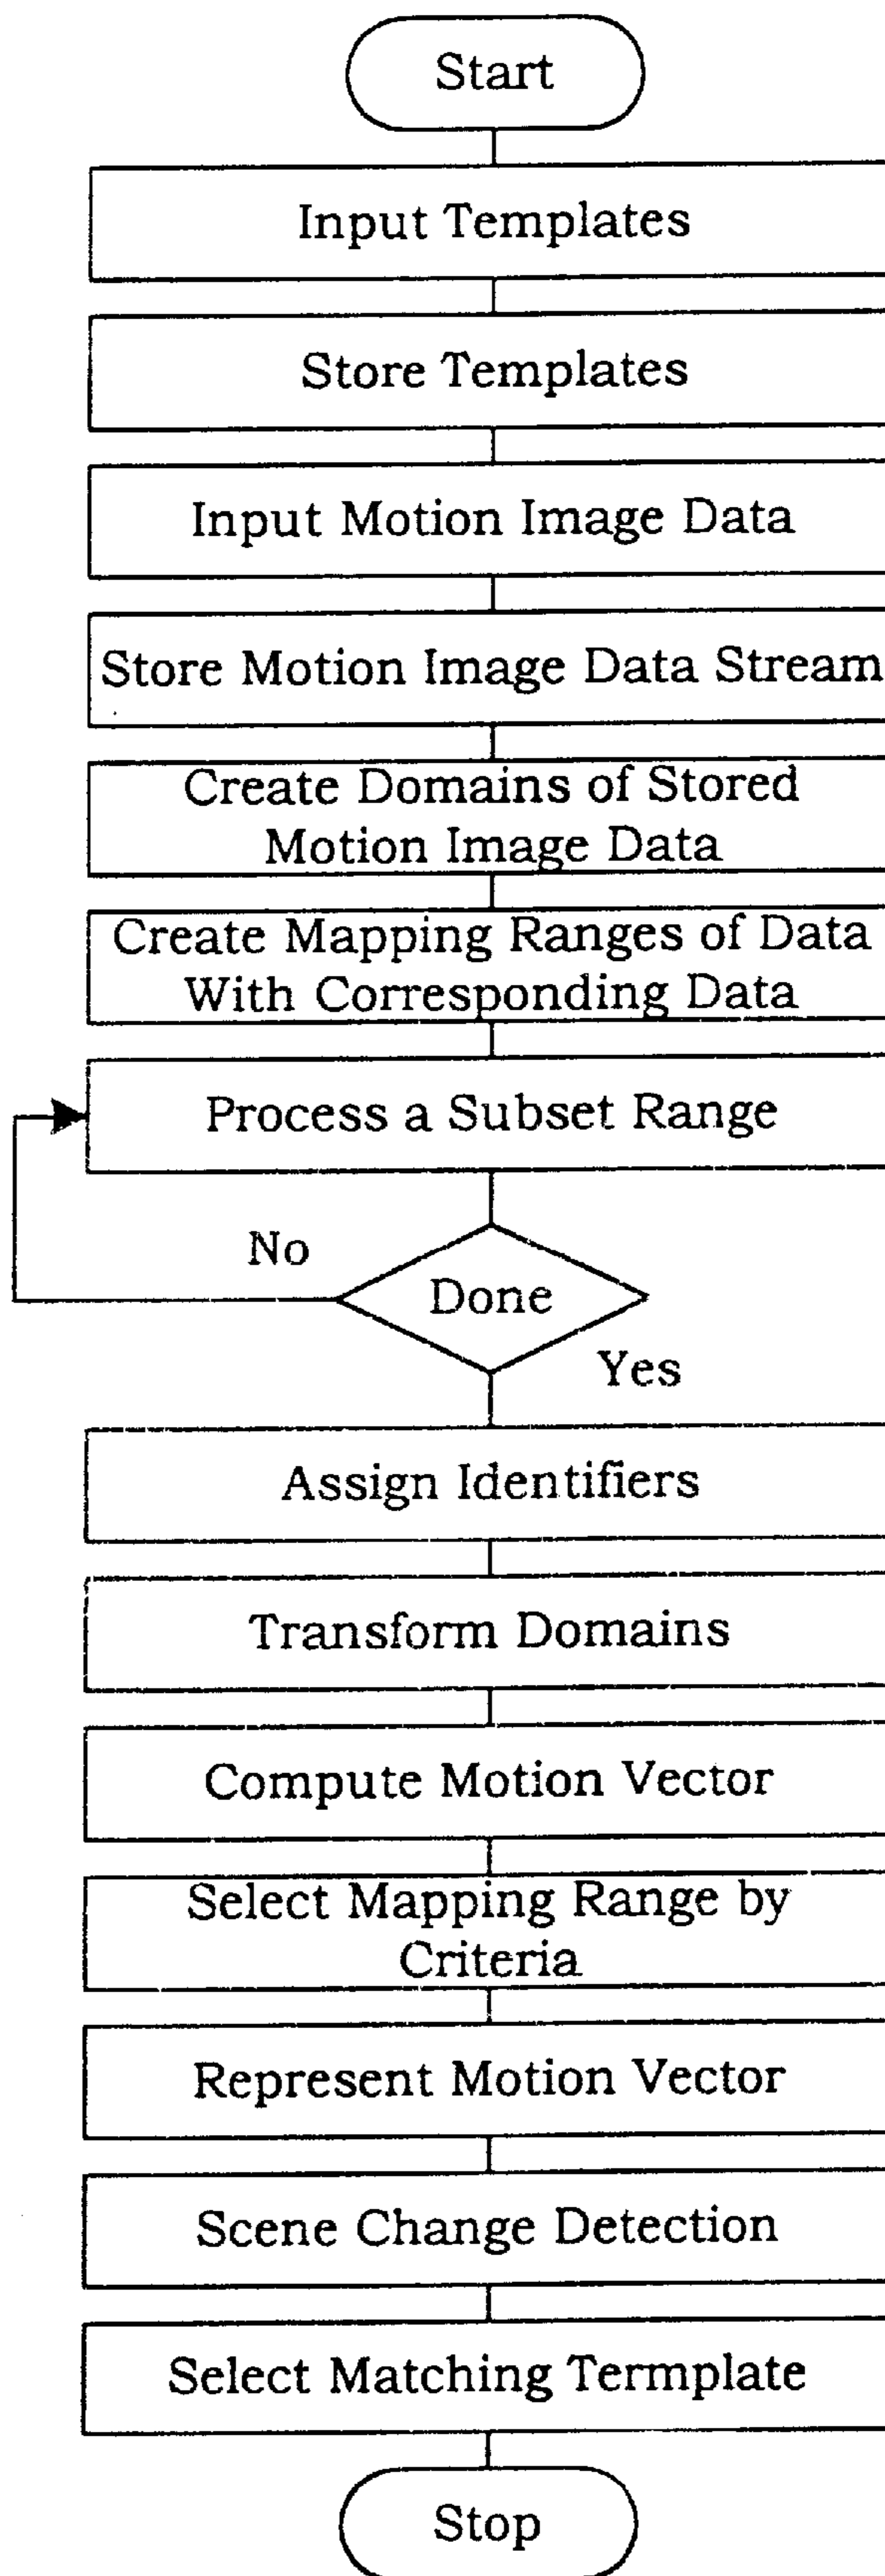 Start
Input Templates
Store Templates
Input Motion Image Data
Store Motion Image Data Stream
Create Domains of Stored
Motion Image Data
Create Mapping Ranges of Data
With Corresponding Data
Process a Subset Range
No
Done
Yes
Assign Identifiers
Transform Domains
Compute Motion Vector
Select Mapping Range by
Criteria
Represent Motion Vector
Scene Change Detection
Select Matching Termplate
Stop